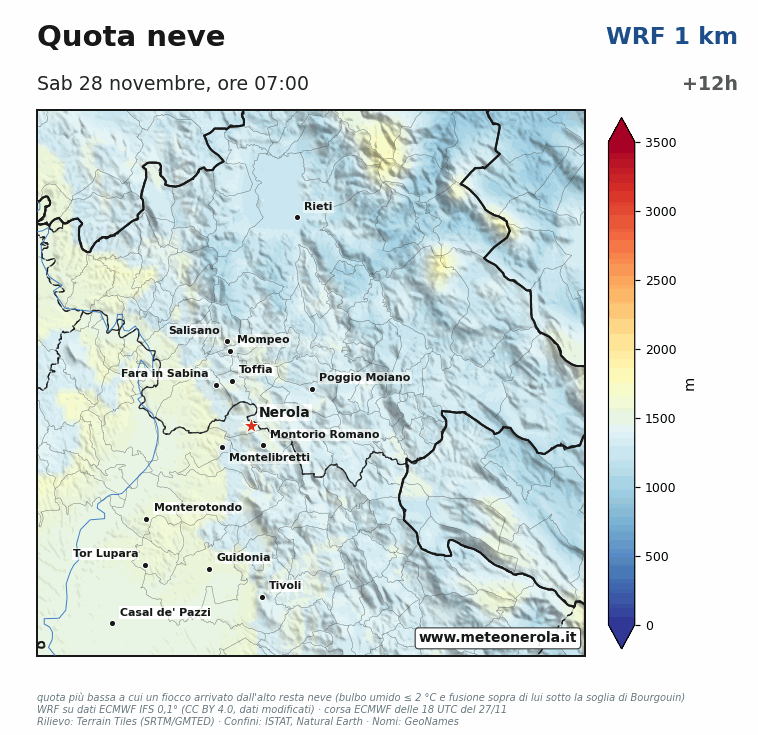 Quota neve
WRF 1 km
Sab 28 novembre, ore 07:00
+12h
3500
3000
2500
2000
1500
1000
500
0
m
Rieti
Salisano
Mompeo
Toffia
Fara in Sabina
Poggio Moiano
Nerola
Montorio Romano
Montelibretti
Monterotondo
Tor Lupara
Guidonia
Tivoli
Casal de' Pazzi
www.meteonerola.it
quota più bassa a cui un fiocco arrivato dall'alto resta neve (bulbo umido ≤ 2 °C e fusione sopra di lui sotto la soglia di Bourgouin)
WRF su dati ECMWF IFS 0,1° (CC BY 4.0, dati modificati) · corsa ECMWF delle 18 UTC del 27/11
Rilievo: Terrain Tiles (SRTM/GMTED) · Confini: ISTAT, Natural Earth · Nomi: GeoNames